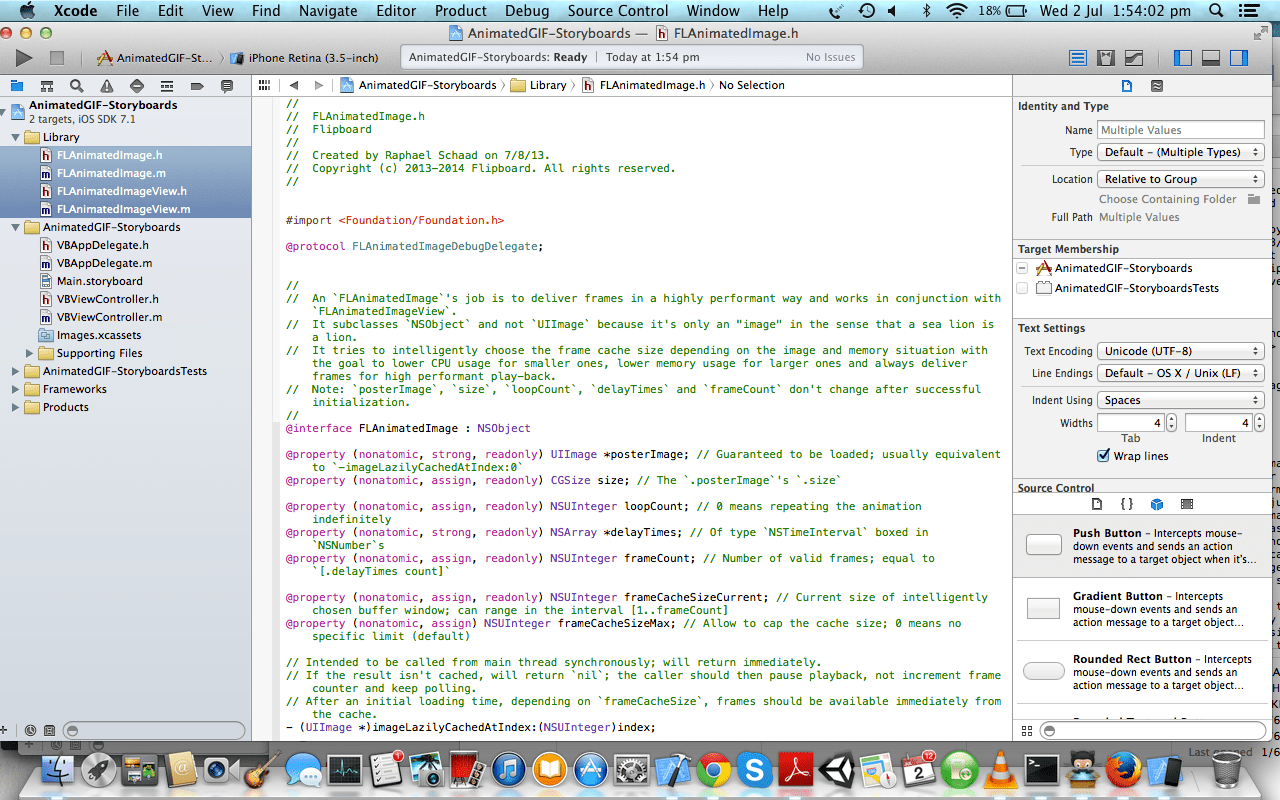 Xcode File Edit View Find Navigate Editor Product Debug Source Control Window Help 18% Wed 2 Jul 1:54:02 pm
AnimatedGIF-Storyboards — FLAnimatedImage.h
AnimatedGIF-St... iPhone Retina (3.5-inch) AnimatedGIF-Storyboards: Ready Today at 1:54 pm No Issues
AnimatedGIF-Storyboards Library FLAnimatedImage.h No Selection
AnimatedGIF-Storyboards
2 targets, iOS SDK 7.1
Library
FLAnimatedImage.h
FLAnimatedImage.m
FLAnimatedImageView.h
FLAnimatedImageView.m
AnimatedGIF-Storyboards
VBAppDelegate.h
VBAppDelegate.m
Main.storyboard
VBViewController.h
VBViewController.m
Images.xcassets
Supporting Files
AnimatedGIF-StoryboardsTests
Frameworks
Products
//
// FLAnimatedImage.h
// Flipboard
//
// Created by Raphael Schaad on 7/8/13.
// Copyright (c) 2013-2014 Flipboard. All rights reserved.
//
#import <Foundation/Foundation.h>
@protocol FLAnimatedImageDebugDelegate;
//
// An `FLAnimatedImage`'s job is to deliver frames in a highly performant way and works in conjunction with
`FLAnimatedImageView`.
// It subclasses `NSObject` and not `UIImage` because it's only an "image" in the sense that a sea lion is
a lion.
// It tries to intelligently choose the frame cache size depending on the image and memory situation with
the goal to lower CPU usage for smaller ones, lower memory usage for larger ones and always deliver
frames for high performant play-back.
// Note: `posterImage`, `size`, `loopCount`, `delayTimes` and `frameCount` don't change after successful
initialization.
//
@interface FLAnimatedImage : NSObject
@property (nonatomic, strong, readonly) UIImage *posterImage; // Guaranteed to be loaded; usually equivalent
to `-imageLazilyCachedAtIndex:0`
@property (nonatomic, assign, readonly) CGSize size; // The `.posterImage`'s `.size`
@property (nonatomic, assign, readonly) NSUInteger loopCount; // 0 means repeating the animation
indefinitely
@property (nonatomic, strong, readonly) NSArray *delayTimes; // Of type `NSTimeInterval` boxed in
`NSNumber`s
@property (nonatomic, assign, readonly) NSUInteger frameCount; // Number of valid frames; equal to
`[.delayTimes count]`
@property (nonatomic, assign, readonly) NSUInteger frameCacheSizeCurrent; // Current size of intelligently
chosen buffer window; can range in the interval [1..frameCount]
@property (nonatomic, assign) NSUInteger frameCacheSizeMax; // Allow to cap the cache size; 0 means no
specific limit (default)
// Intended to be called from main thread synchronously; will return immediately.
// If the result isn't cached, will return `nil`; the caller should then pause playback, not increment frame
counter and keep polling.
// After an initial loading time, depending on `frameCacheSize`, frames should be available immediately from
the cache.
- (UIImage *)imageLazilyCachedAtIndex:(NSUInteger)index;
Identity and Type
Name Multiple Values
Type Default - (Multiple Types)
Location Relative to Group
Choose Containing Folder
Full Path Multiple Values
Target Membership
AnimatedGIF-Storyboards
AnimatedGIF-StoryboardsTests
Text Settings
Text Encoding Unicode (UTF-8)
Line Endings Default - OS X / Unix (LF)
Indent Using Spaces
Widths 4 4
Tab Indent
Wrap lines
Source Control
{ }
Push Button - Intercepts mouse-
down events and sends an action
message to a target object when it's...
Gradient Button - Intercepts
mouse-down events and sends an
action message to a target object...
Rounded Rect Button - Intercepts
mouse-down events and sends an
action message to a target object...
Last opened 1/6
1
12
2